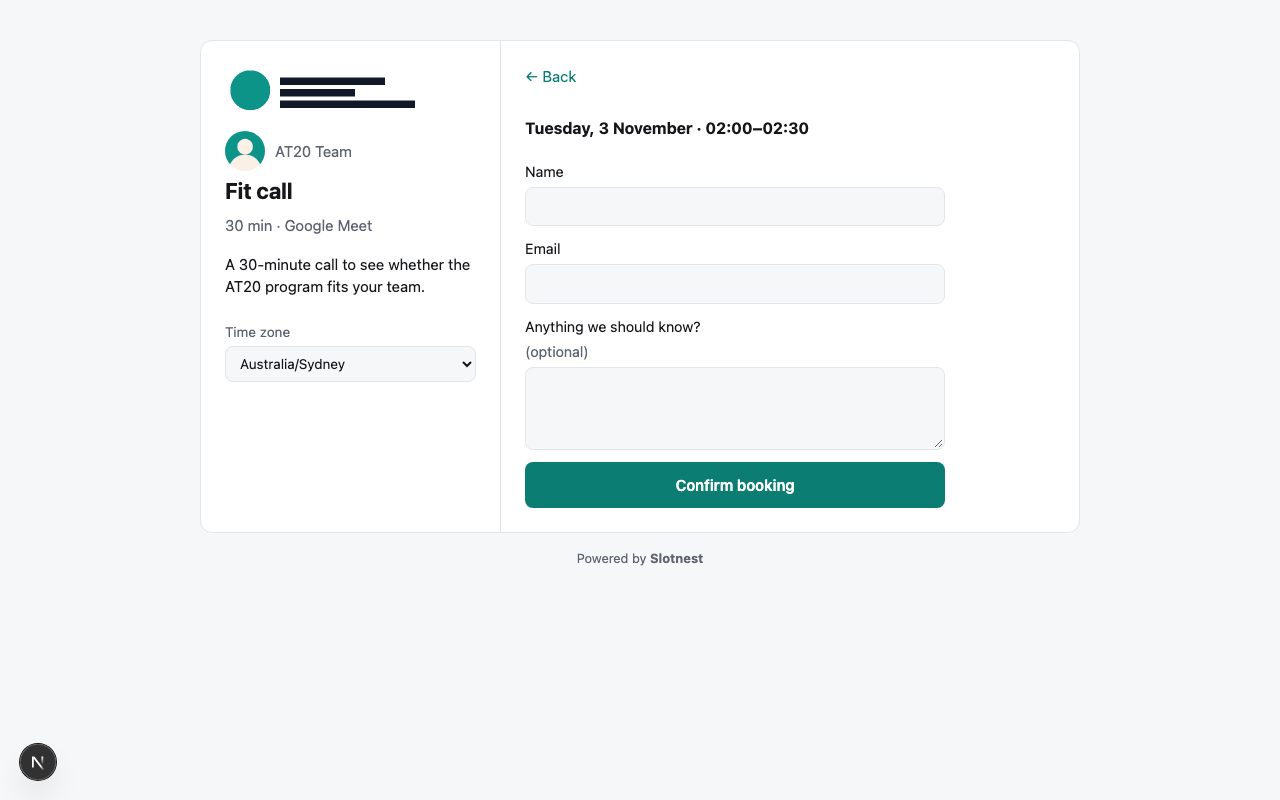 AT20 Team
Fit call
30 min · Google Meet
A 30-minute call to see whether the
AT20 program fits your team.
Time zone
Australia/Sydney
← Back
Tuesday, 3 November · 02:00–02:30
Name
Email
Anything we should know?
(optional)
Confirm booking
Powered by Slotnest
N